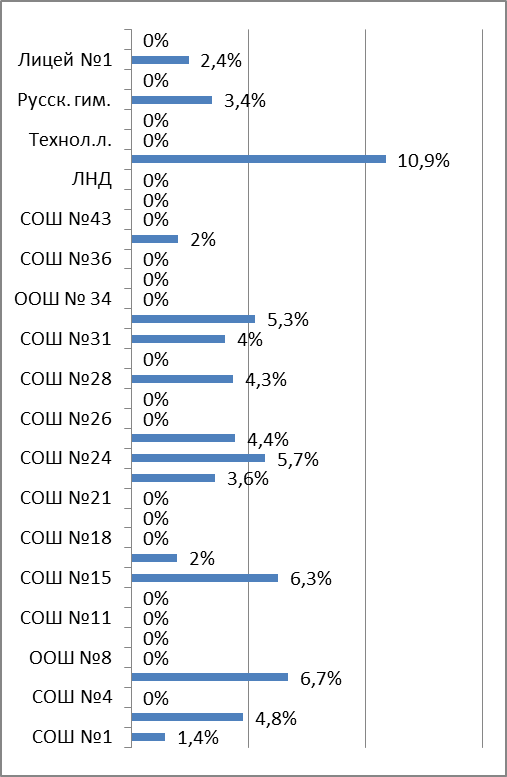 0%
Лицей №1 2,4%
0%
Русск. гим. 3,4%
0%
Технол.л. 0%
10,9%
ЛНД 0%
0%
СОШ №43 0%
2%
СОШ №36 0%
0%
ООШ № 34 0%
5,3%
СОШ №31 4%
0%
СОШ №28 4,3%
0%
СОШ №26 0%
4,4%
СОШ №24 5,7%
3,6%
СОШ №21 0%
0%
СОШ №18 0%
2%
СОШ №15 6,3%
0%
СОШ №11 0%
0%
ООШ №8 0%
6,7%
СОШ №4 0%
4,8%
СОШ №1 1,4%